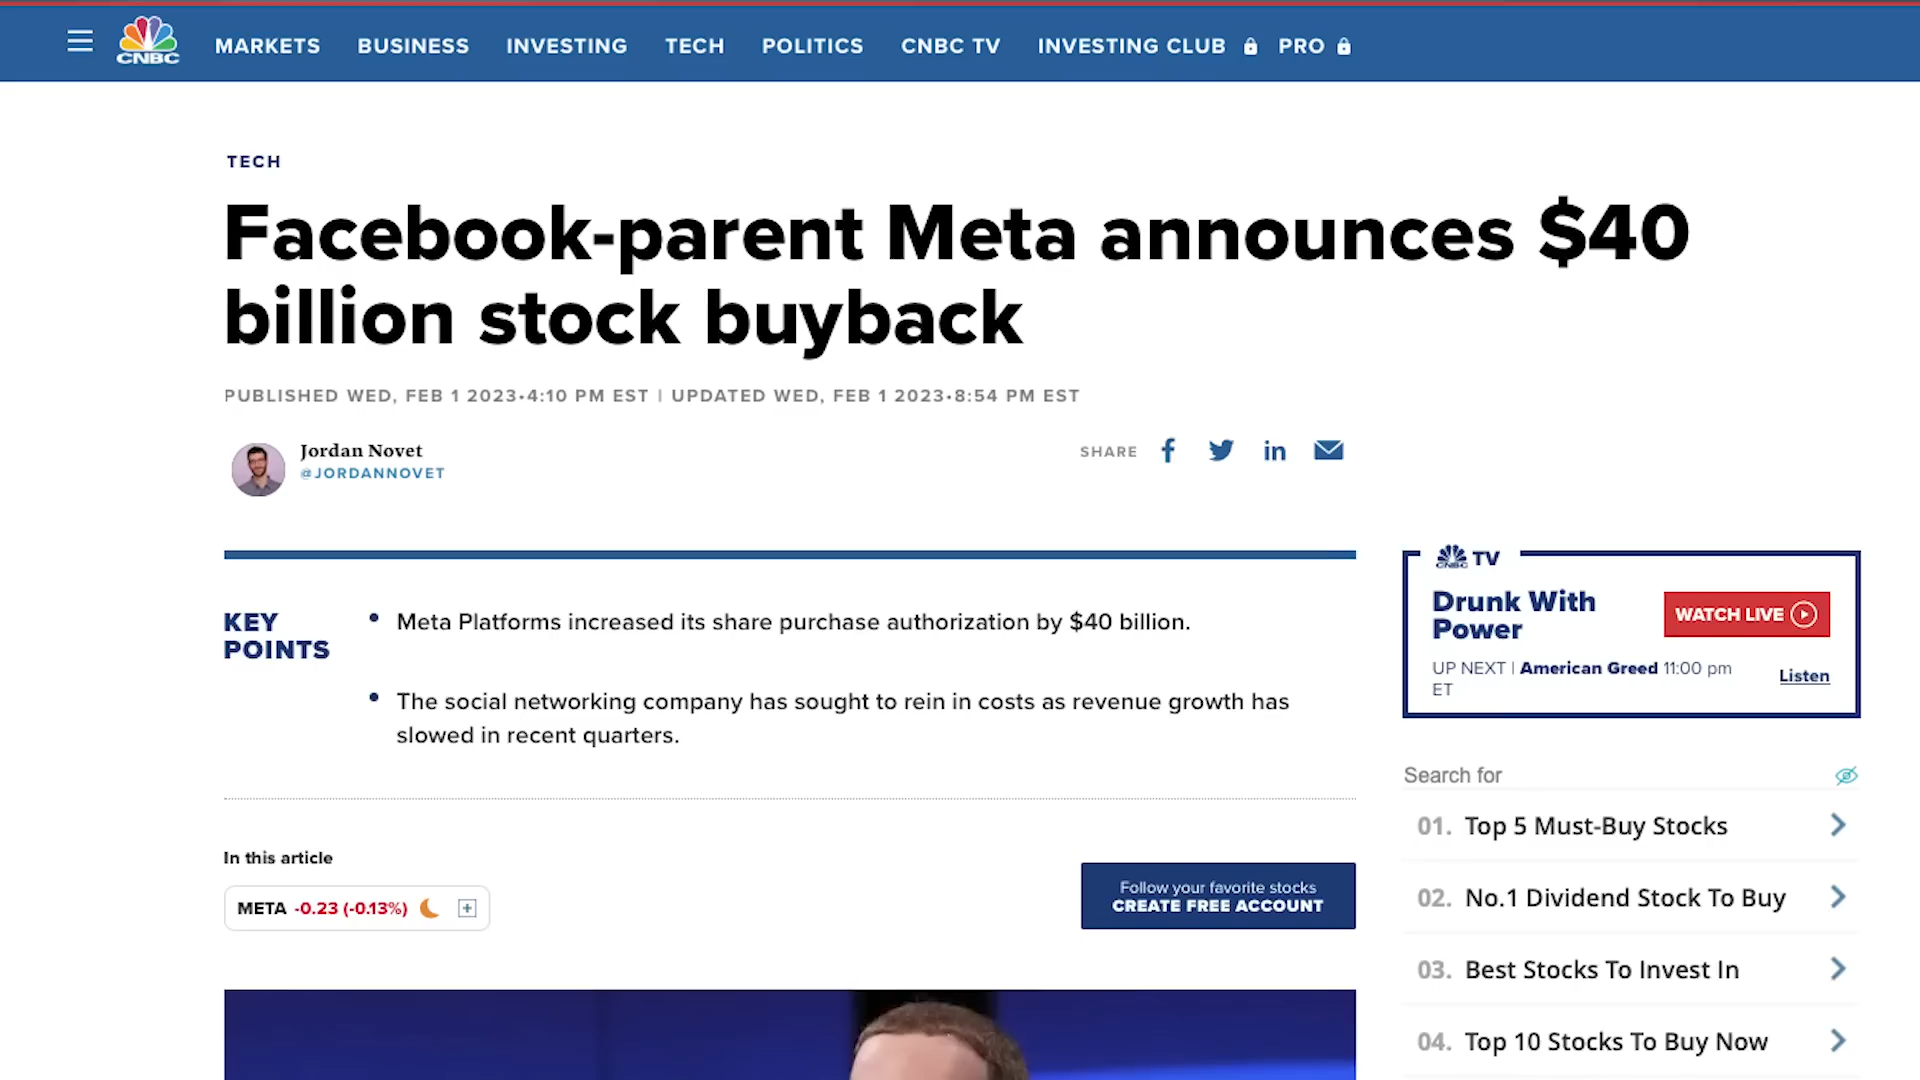 CNBC
MARKETS BUSINESS INVESTING TECH POLITICS CNBC TV INVESTING CLUB PRO
TECH
Facebook-parent Meta announces $40
billion stock buyback
PUBLISHED WED, FEB 1 2023•4:10 PM EST | UPDATED WED, FEB 1 2023•8:54 PM EST
Jordan Novet
@JORDANNOVET
SHARE
KEY
POINTS
• Meta Platforms increased its share purchase authorization by $40 billion.
• The social networking company has sought to rein in costs as revenue growth has
slowed in recent quarters.
In this article
META -0.23 (-0.13%)
Follow your favorite stocks
CREATE FREE ACCOUNT
CNBC TV
Drunk With
Power
WATCH LIVE
UP NEXT | American Greed 11:00 pm
ET
Listen
Search for
01. Top 5 Must-Buy Stocks
02. No.1 Dividend Stock To Buy
03. Best Stocks To Invest In
04. Top 10 Stocks To Buy Now